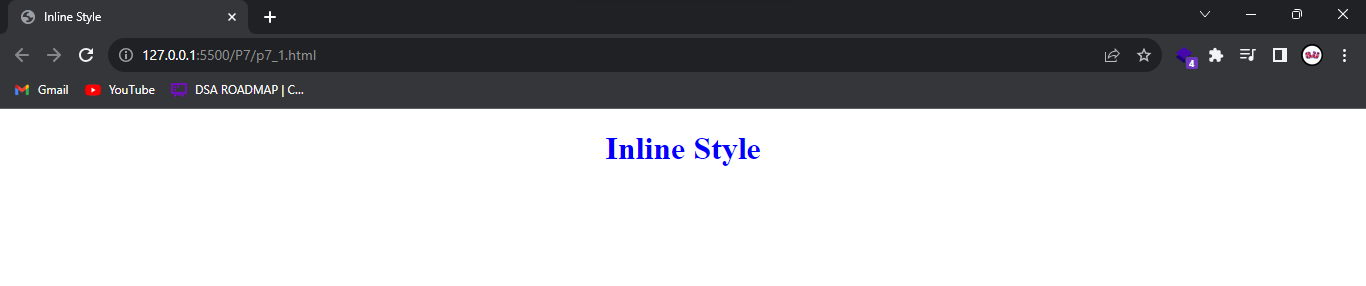 Inline Style
127.0.0.1:5500/P7/p7_1.html
4
Gmail YouTube DSA ROADMAP | C...
Inline Style